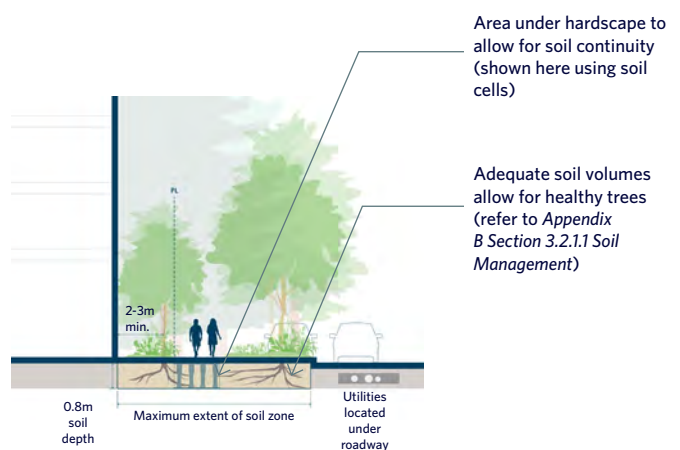 Area under hardscape to
allow for soil continuity
(shown here using soil
cells)
Adequate soil volumes
allow for healthy trees
(refer to Appendix
B Section 3.2.1.1 Soil
Management)
PL
2-3m
min.
0.8m
soil
depth
Maximum extent of soil zone
Utilities
located
under
roadway